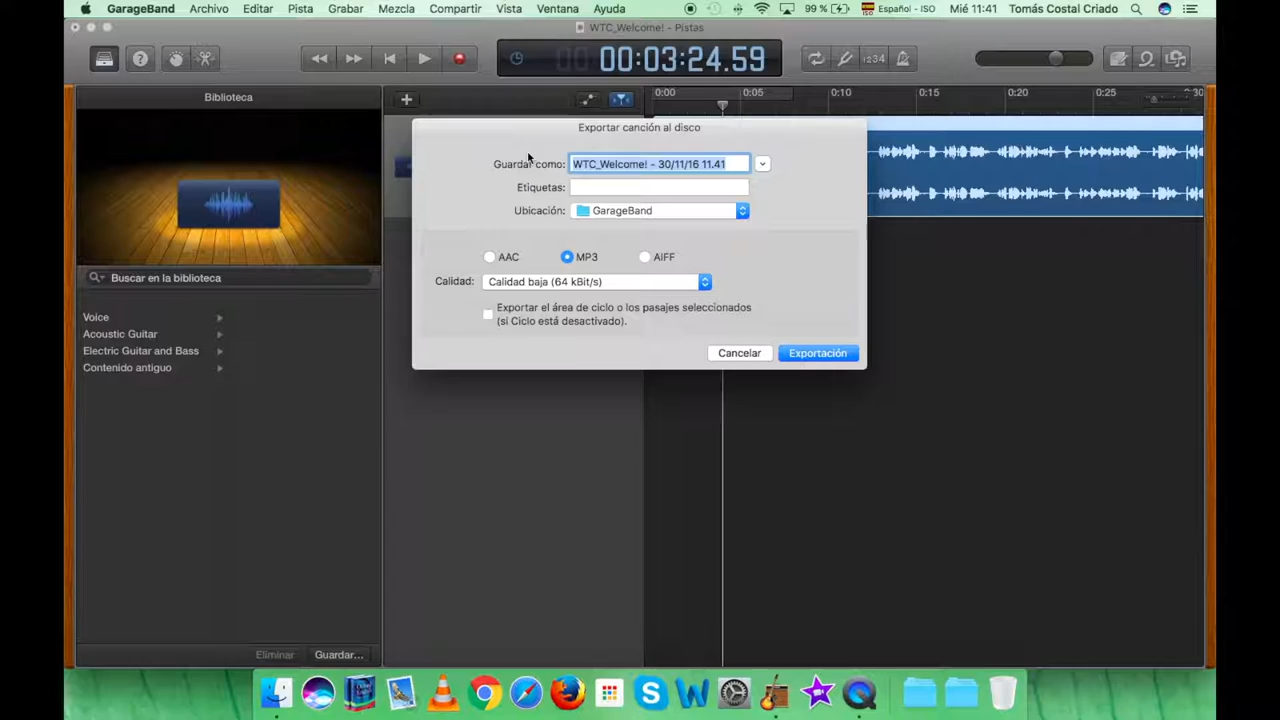 GarageBand Archivo Editar Pista Grabar Mezcla Compartir Vista Ventana Ayuda 99 % Español - ISO Mié 11:41 Tomás Costal Criado
WTC_Welcome! - Pistas
00:03:24.59
1234
Biblioteca
0:00 0:05 0:10 0:15 0:20 0:25 0:30
Exportar canción al disco
Guardar como: WTC_Welcome! - 30/11/16 11.41
Etiquetas:
Ubicación: GarageBand
AAC MP3 AIFF
Calidad: Calidad baja (64 kBit/s)
Exportar el área de ciclo o los pasajes seleccionados
(si Ciclo está desactivado).
Cancelar Exportación
Buscar en la biblioteca
Voice
Acoustic Guitar
Electric Guitar and Bass
Contenido antiguo
Eliminar Guardar...